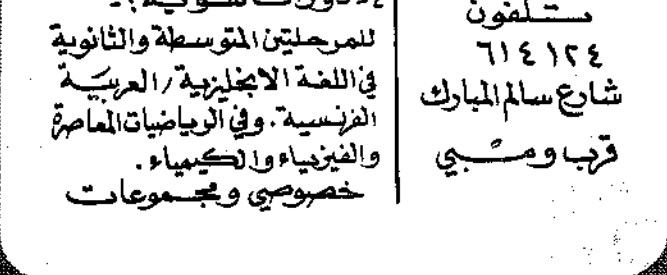 تلفون
٦١٤١٢٤
شارع سالم المبارك
قرب ومبي
للمرحلتين المتوسطة والثانوية
في اللغة الانجليزية / العربية
الفرنسية. وفي الرياضيات المعاصرة
والفيزياء والكيمياء.
خصوصي ومجموعات